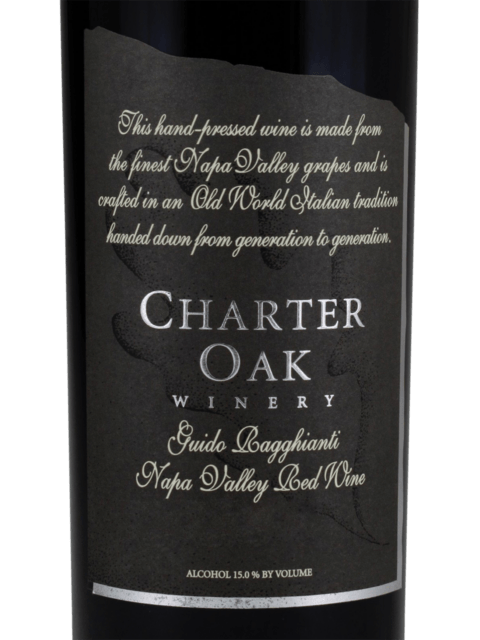 This hand-pressed wine is made from
the finest Napa Valley grapes and is
crafted in an Old World Italian tradition
handed down from generation to generation.
CHARTER
OAK
WINERY
Guido Ragghianti
Napa Valley Red Wine
ALCOHOL 15.0 % BY VOLUME